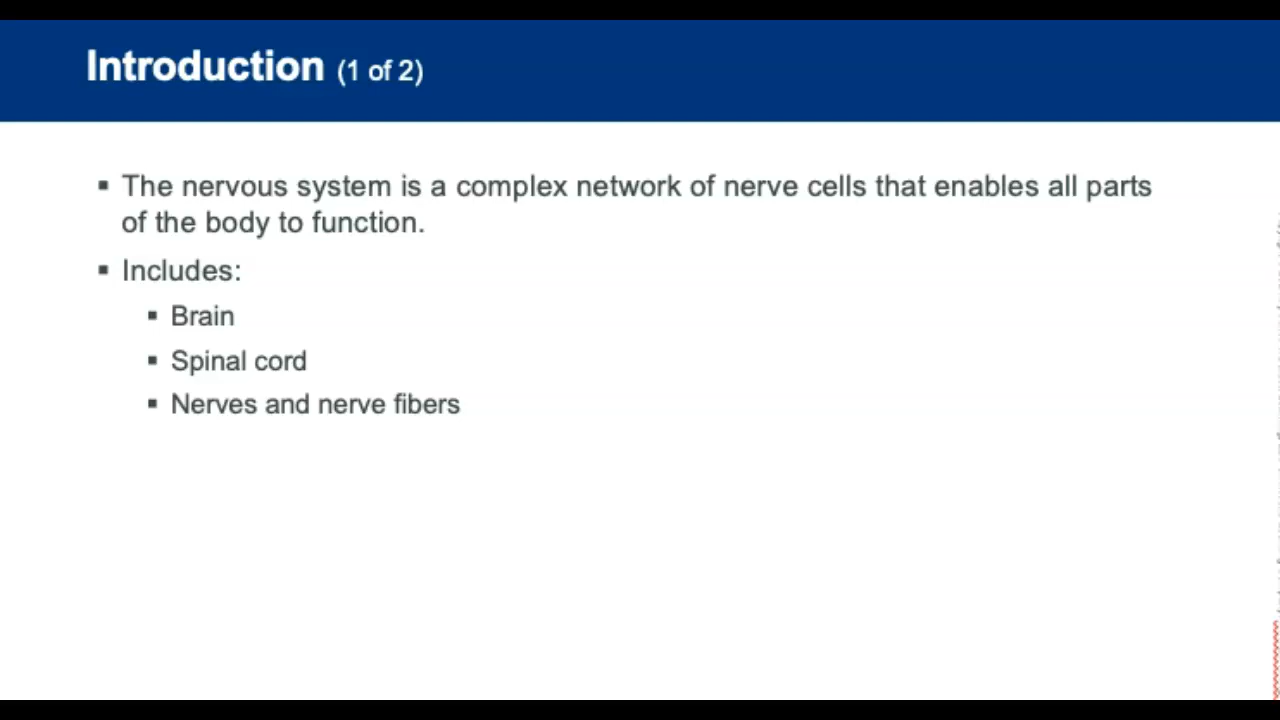 Introduction (1 of 2)
▪ The nervous system is a complex network of nerve cells that enables all parts
of the body to function.
▪ Includes:
▪ Brain
▪ Spinal cord
▪ Nerves and nerve fibers